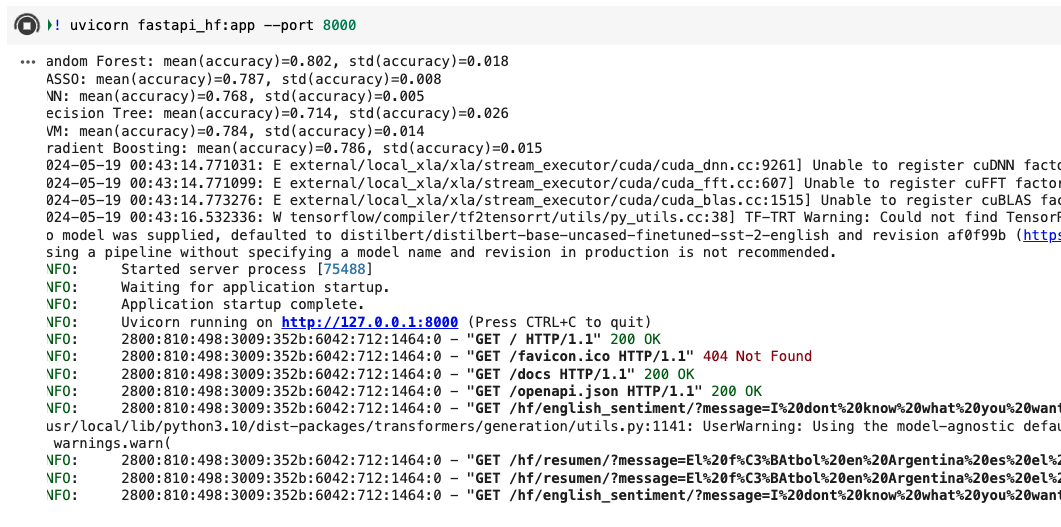 ! uvicorn fastapi_hf:app --port 8000
andom Forest: mean(accuracy)=0.802, std(accuracy)=0.018
ASSO: mean(accuracy)=0.787, std(accuracy)=0.008
NN: mean(accuracy)=0.768, std(accuracy)=0.005
ecision Tree: mean(accuracy)=0.714, std(accuracy)=0.026
VM: mean(accuracy)=0.784, std(accuracy)=0.014
radient Boosting: mean(accuracy)=0.786, std(accuracy)=0.015
024-05-19 00:43:14.771031: E external/local_xla/xla/stream_executor/cuda/cuda_dnn.cc:9261] Unable to register cuDNN facto
024-05-19 00:43:14.771099: E external/local_xla/xla/stream_executor/cuda/cuda_fft.cc:607] Unable to register cuFFT factor
024-05-19 00:43:14.773276: E external/local_xla/xla/stream_executor/cuda/cuda_blas.cc:1515] Unable to register cuBLAS fac
024-05-19 00:43:16.532336: W tensorflow/compiler/tf2tensorrt/utils/py_utils.cc:38] TF-TRT Warning: Could not find TensorR
o model was supplied, defaulted to distilbert/distilbert-base-uncased-finetuned-sst-2-english and revision af0f99b (https
sing a pipeline without specifying a model name and revision in production is not recommended.
NFO: Started server process [75488]
NFO: Waiting for application startup.
NFO: Application startup complete.
NFO: Uvicorn running on http://127.0.0.1:8000 (Press CTRL+C to quit)
NFO: 2800:810:498:3009:352b:6042:712:1464:0 - "GET / HTTP/1.1" 200 OK
NFO: 2800:810:498:3009:352b:6042:712:1464:0 - "GET /favicon.ico HTTP/1.1" 404 Not Found
NFO: 2800:810:498:3009:352b:6042:712:1464:0 - "GET /docs HTTP/1.1" 200 OK
NFO: 2800:810:498:3009:352b:6042:712:1464:0 - "GET /openapi.json HTTP/1.1" 200 OK
NFO: 2800:810:498:3009:352b:6042:712:1464:0 - "GET /hf/english_sentiment/?message=I%20dont%20know%20what%20you%20want
usr/local/lib/python3.10/dist-packages/transformers/generation/utils.py:1141: UserWarning: Using the model-agnostic defau
warnings.warn(
NFO: 2800:810:498:3009:352b:6042:712:1464:0 - "GET /hf/resumen/?message=El%20f%C3%BAtbol%20en%20Argentina%20es%20el%2
NFO: 2800:810:498:3009:352b:6042:712:1464:0 - "GET /hf/resumen/?message=El%20f%C3%BAtbol%20en%20Argentina%20es%20el%2
NFO: 2800:810:498:3009:352b:6042:712:1464:0 - "GET /hf/english_sentiment/?message=I%20dont%20know%20what%20you%20want